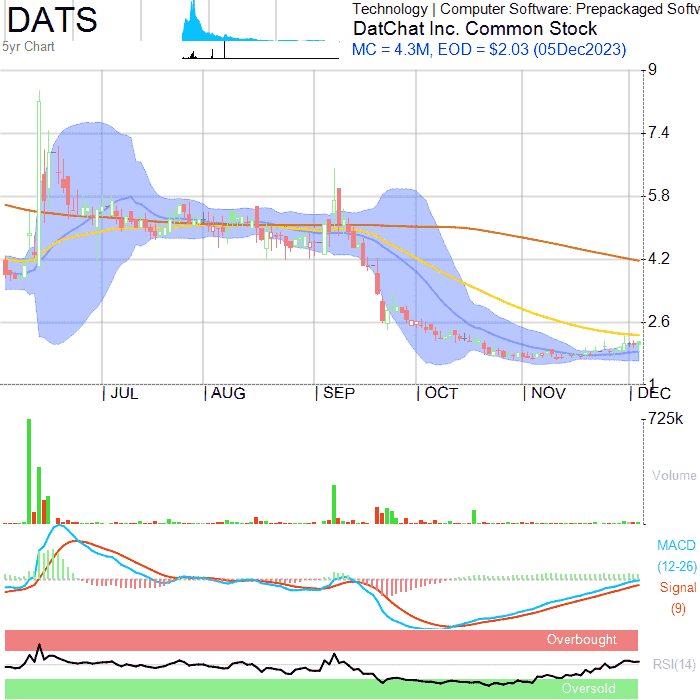 DATS
5yr Chart
Technology | Computer Software: Prepackaged Softw
DatChat Inc. Common Stock
MC = 4.3M, EOD = $2.03 (05Dec2023)
9
7.4
5.8
4.2
2.6
1
JUL AUG SEP OCT NOV DEC
725k
Volume
MACD
(12-26)
Signal
(9)
Overbought
RSI(14)
Oversold